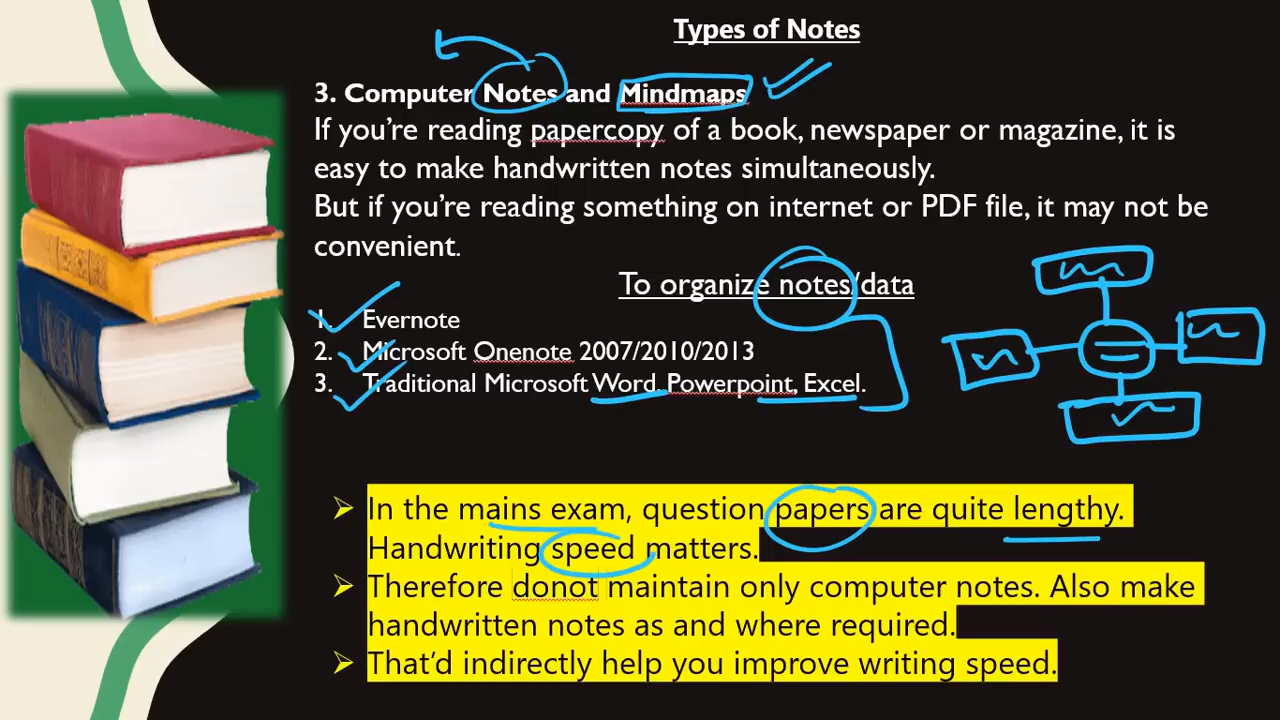 Types of Notes
3. Computer Notes and Mindmaps
If you're reading papercopy of a book, newspaper or magazine, it is
easy to make handwritten notes simultaneously.
But if you're reading something on internet or PDF file, it may not be
convenient.
To organize notes/data
1. Evernote
2. Microsoft Onenote 2007/2010/2013
3. Traditional Microsoft Word, Powerpoint, Excel.
In the mains exam, question papers are quite lengthy.
Handwriting speed matters.
Therefore donot maintain only computer notes. Also make
handwritten notes as and where required.
That'd indirectly help you improve writing speed.